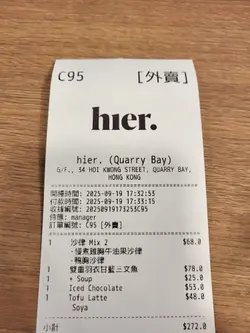 C95 [外賣]
hier.
hier. (Quarry Bay)
G/F., 34 HOI KWONG STREET, QUARRY BAY,
HONG KONG
開檯時間: 2025-09-19 17:32:53
付款時間: 2025-09-19 17:33:15
收據編號: 20250919173253C95
侍應: manager
訂單編號: C95 [外賣]
1 沙律 Mix 2 $68.0
-慢煮雞胸牛油果沙律
-鴨胸沙律
1 雙重羽衣甘藍三文魚 $78.0
1 + Soup $25.0
1 Iced Chocolate $53.0
1 Tofu Latte $48.0
Soya
小計 $272.0